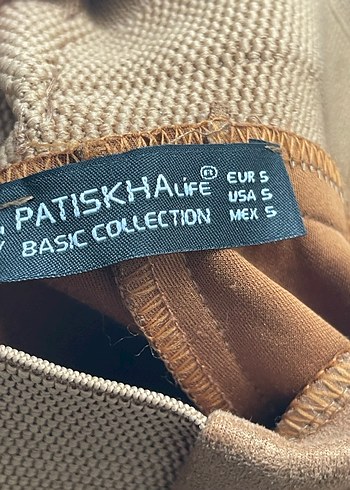 PATISKHA LiFE ® EUR S
USA S
BASIC COLLECTION MEX S